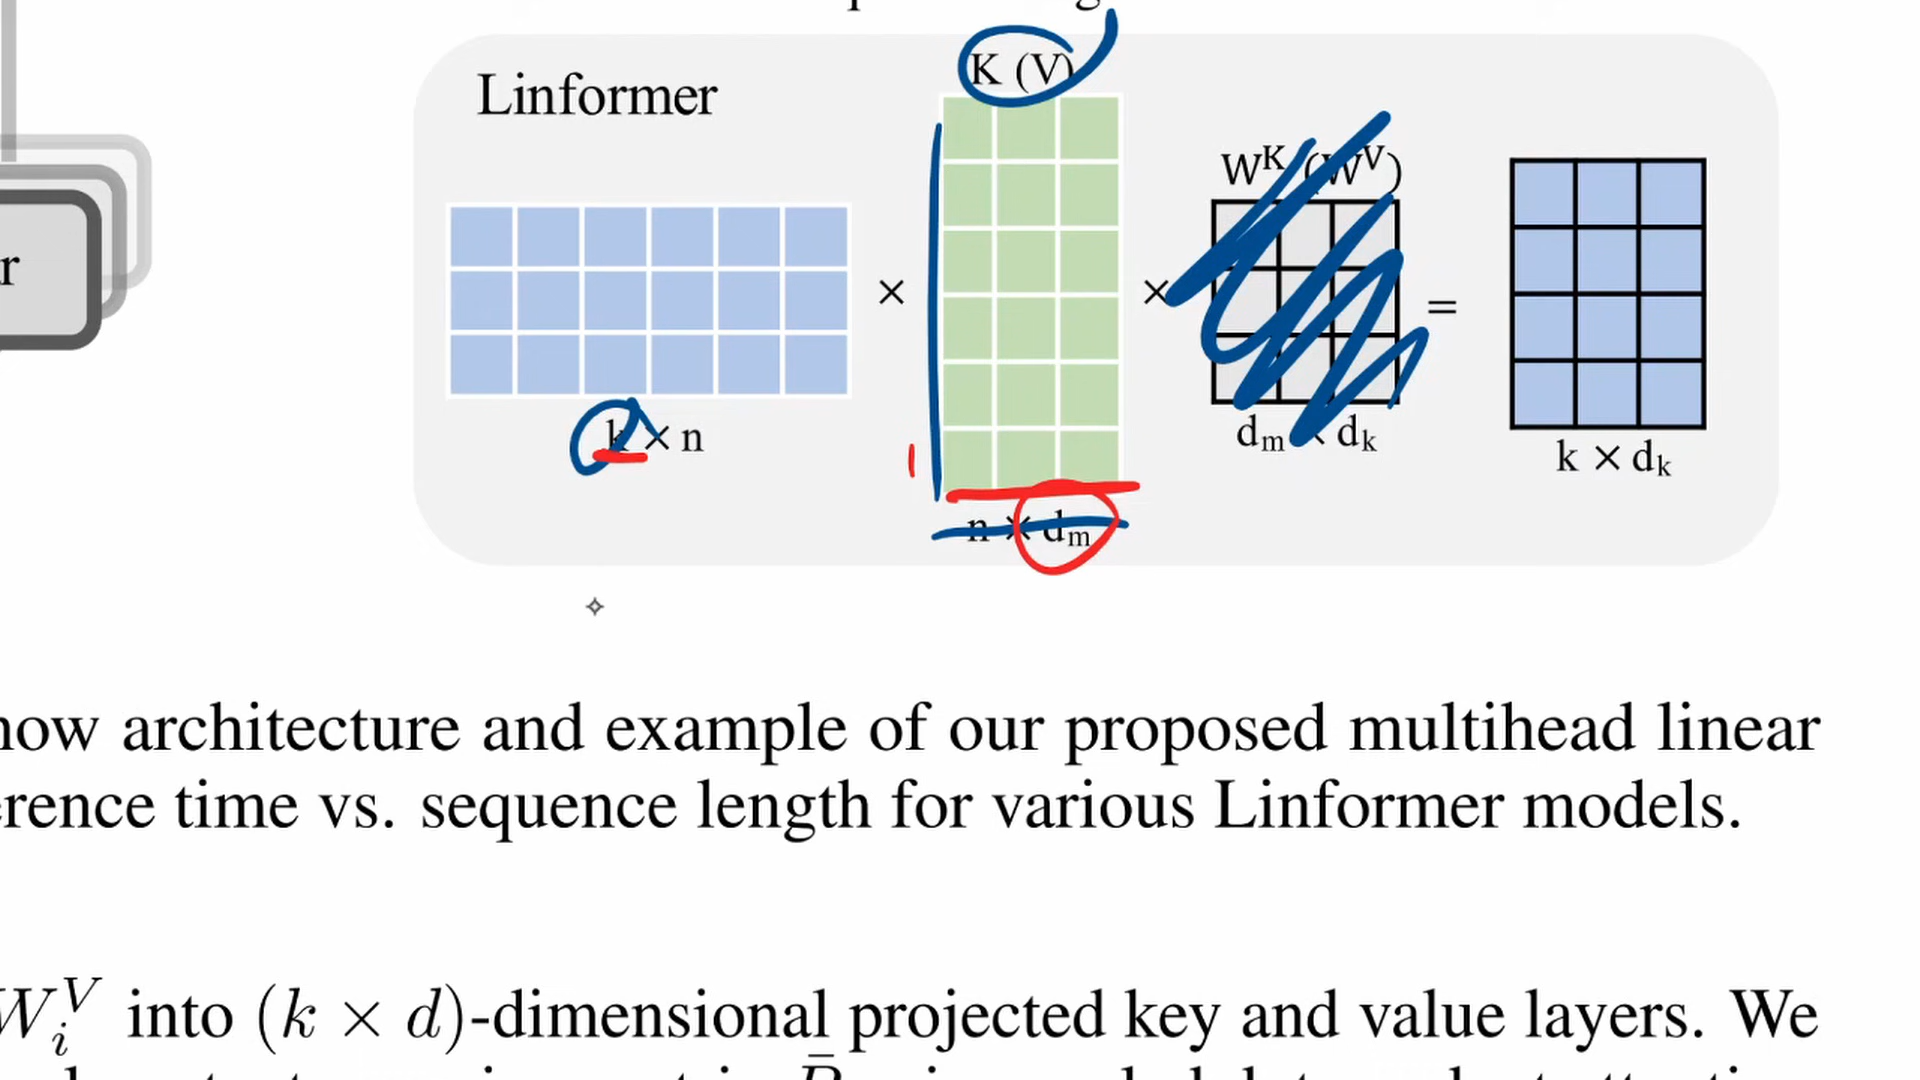 K (V)
Linformer
W^K (W^V)
r
×
×
=
k × n
d_m × d_k
k × d_k
n × d_m
now architecture and example of our proposed multihead linear
erence time vs. sequence length for various Linformer models.
W_i^V into (k × d)-dimensional projected key and value layers. We